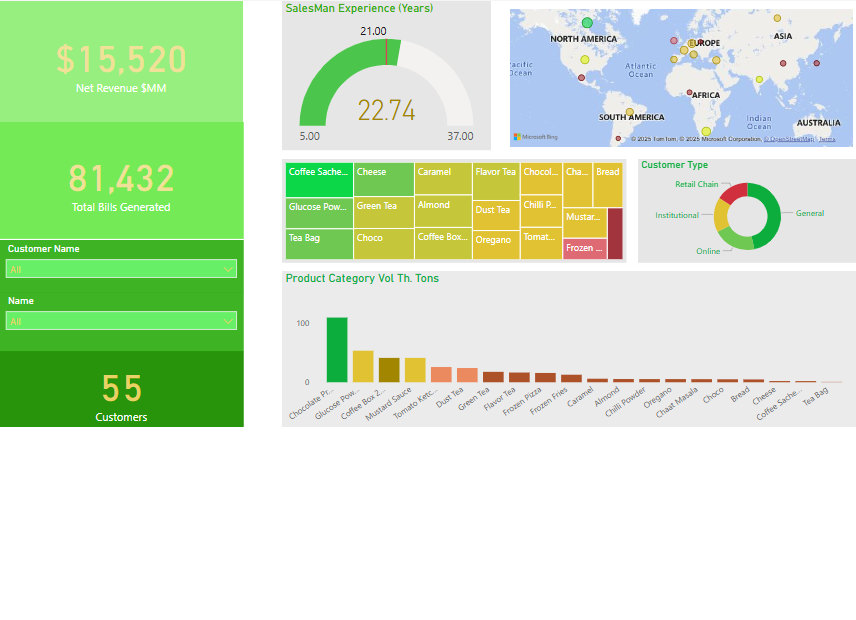 $15,520
Net Revenue $MM
81,432
Total Bills Generated
Customer Name
All
Name
All
55
Customers
SalesMan Experience (Years)
21.00
22.74
5.00
37.00
NORTH AMERICA
EUROPE
ASIA
Pacific
Ocean
Atlantic
Ocean
AFRICA
SOUTH AMERICA
Indian
Ocean
AUSTRALIA
Microsoft Bing
© 2025 TomTom, © 2025 Microsoft Corporation, © OpenStreetMap Terms
Coffee Sache...
Cheese
Caramel
Flavor Tea
Chocol...
Cha...
Bread
Glucose Pow...
Green Tea
Almond
Dust Tea
Chilli P...
Mustar...
Tea Bag
Choco
Coffee Box...
Oregano
Tomat...
Frozen ...
Customer Type
Retail Chain
General
Institutional
Online
Product Category Vol Th. Tons
100
0
Chocolate Pr...
Glucose Pow...
Coffee Box 2...
Mustard Sauce
Tomato Ketc...
Dust Tea
Green Tea
Flavor Tea
Frozen Pizza
Frozen Fries
Caramel
Almond
Chilli Powder
Oregano
Chaat Masala
Choco
Bread
Cheese
Coffee Sache...
Tea Bag